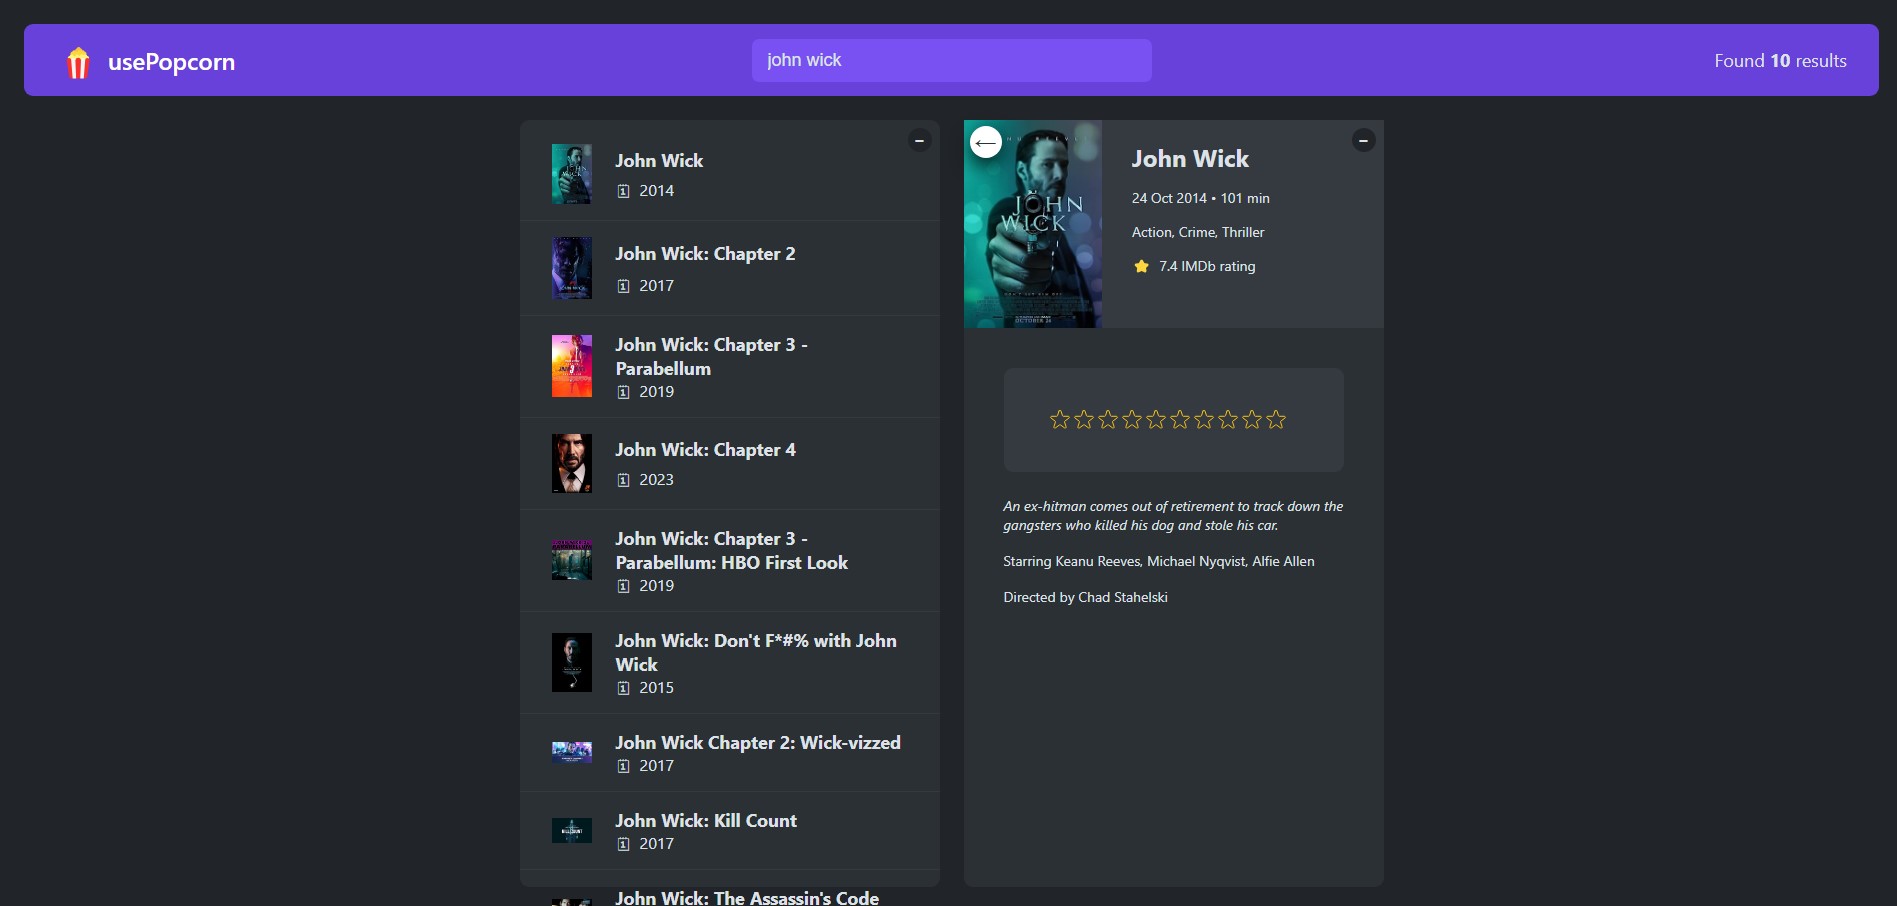 usePopcorn
john wick
Found 10 results
John Wick
2014
John Wick: Chapter 2
2017
John Wick: Chapter 3 -
Parabellum
2019
John Wick: Chapter 4
2023
John Wick: Chapter 3 -
Parabellum: HBO First Look
2019
John Wick: Don't F*#% with John
Wick
2015
John Wick Chapter 2: Wick-vizzed
2017
John Wick: Kill Count
2017
John Wick: The Assassin's Code
JOHN
WICK
OCTOBER 24
John Wick
24 Oct 2014 • 101 min
Action, Crime, Thriller
7.4 IMDb rating
An ex-hitman comes out of retirement to track down the
gangsters who killed his dog and stole his car.
Starring Keanu Reeves, Michael Nyqvist, Alfie Allen
Directed by Chad Stahelski